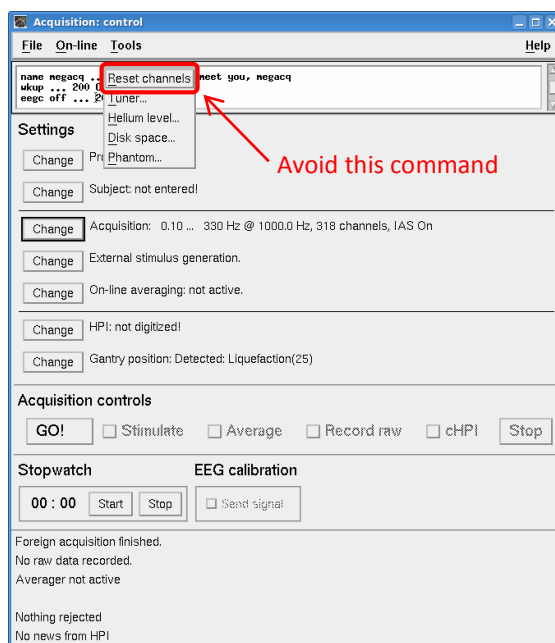 Acquisition: control
File On-line Tools Help
name megacq ... meet you, megacq
wkup ... 200 O
eegc off ... 20
Reset channels
Tuner...
Helium level...
Disk space...
Phantom...
Avoid this command
Settings
Change
Change Subject: not entered!
Change Acquisition: 0.10 ... 330 Hz @ 1000.0 Hz, 318 channels, IAS On
Change External stimulus generation.
Change On-line averaging: not active.
Change HPI: not digitized!
Change Gantry position: Detected: Liquefaction(25)
Acquisition controls
GO! Stimulate Average Record raw cHPI Stop
Stopwatch EEG calibration
00 : 00 Start Stop Send signal
Foreign acquisition finished.
No raw data recorded.
Averager not active
Nothing rejected
No news from HPI